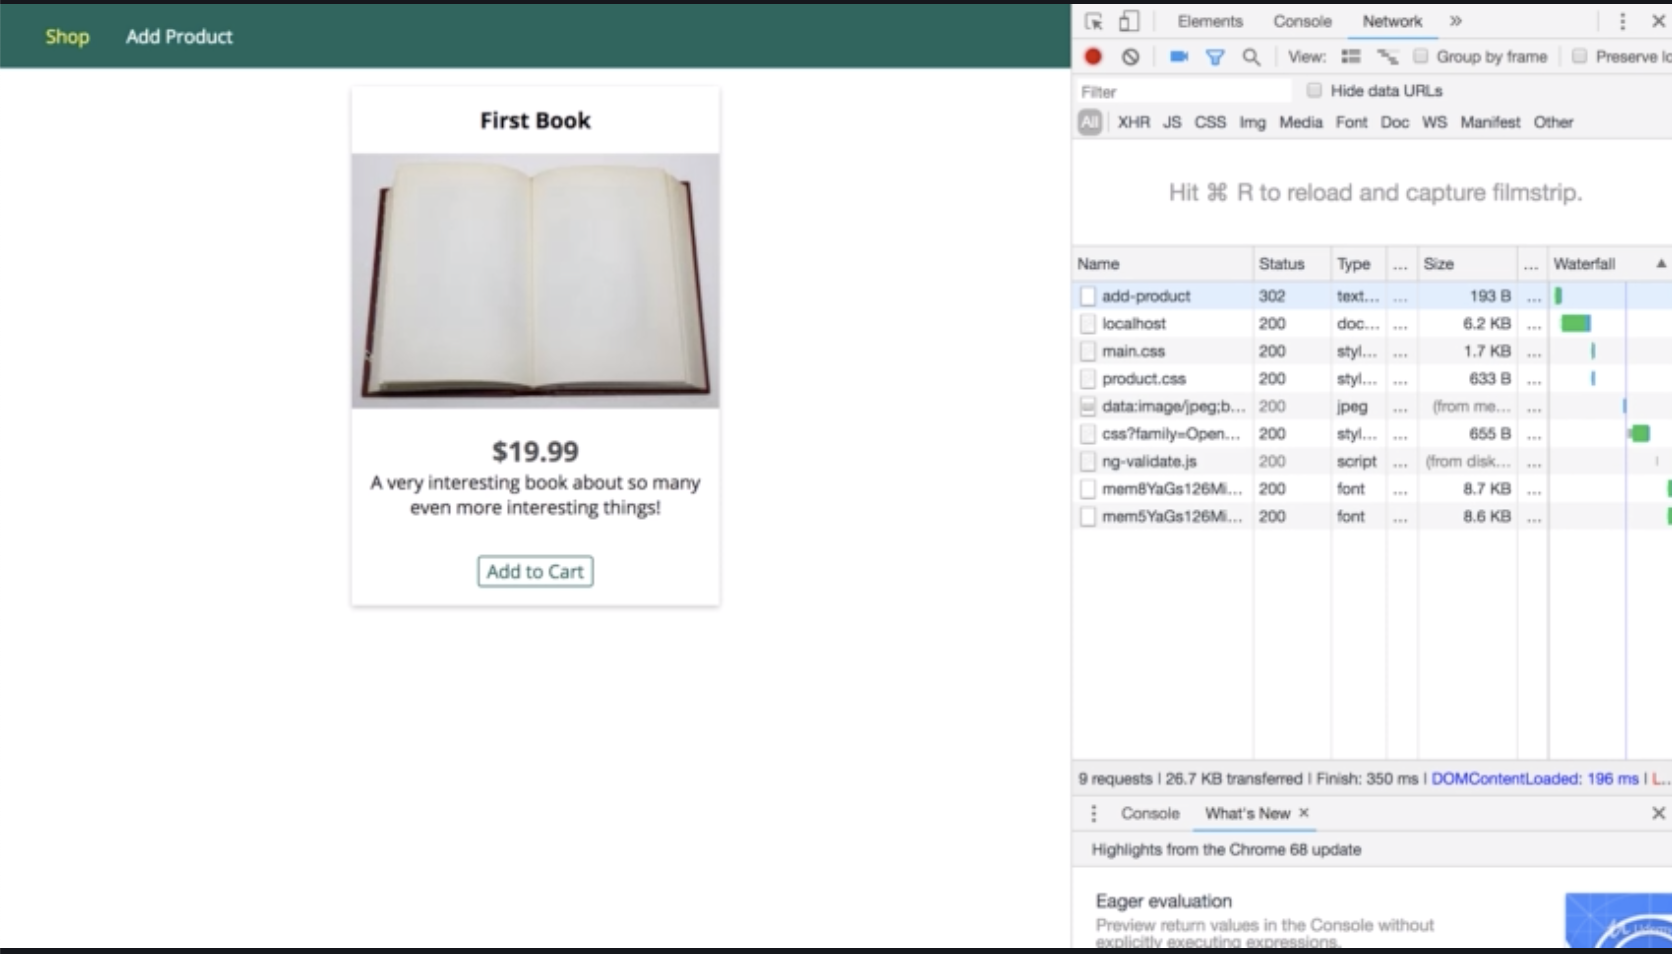 Shop Add Product
First Book
$19.99
A very interesting book about so many
even more interesting things!
Add to Cart
Elements Console Network »
View: Group by frame Preserve lo
Filter Hide data URLs
All XHR JS CSS Img Media Font Doc WS Manifest Other
Hit ⌘ R to reload and capture filmstrip.
Name Status Type ... Size ... Waterfall ▲
add-product 302 text... ... 193 B ...
localhost 200 doc... ... 6.2 KB ...
main.css 200 styl... ... 1.7 KB ...
product.css 200 styl... ... 633 B ...
data:image/jpeg;b... 200 jpeg ... (from me... ...
css?family=Open... 200 styl... ... 655 B ...
ng-validate.js 200 script ... (from disk... ...
mem8YaGs126Mi... 200 font ... 8.7 KB ...
mem5YaGs126Mi... 200 font ... 8.6 KB ...
9 requests | 26.7 KB transferred | Finish: 350 ms | DOMContentLoaded: 196 ms | L...
Console What's New ×
Highlights from the Chrome 68 update
Eager evaluation
Preview return values in the Console without
explicitly executing expressions.